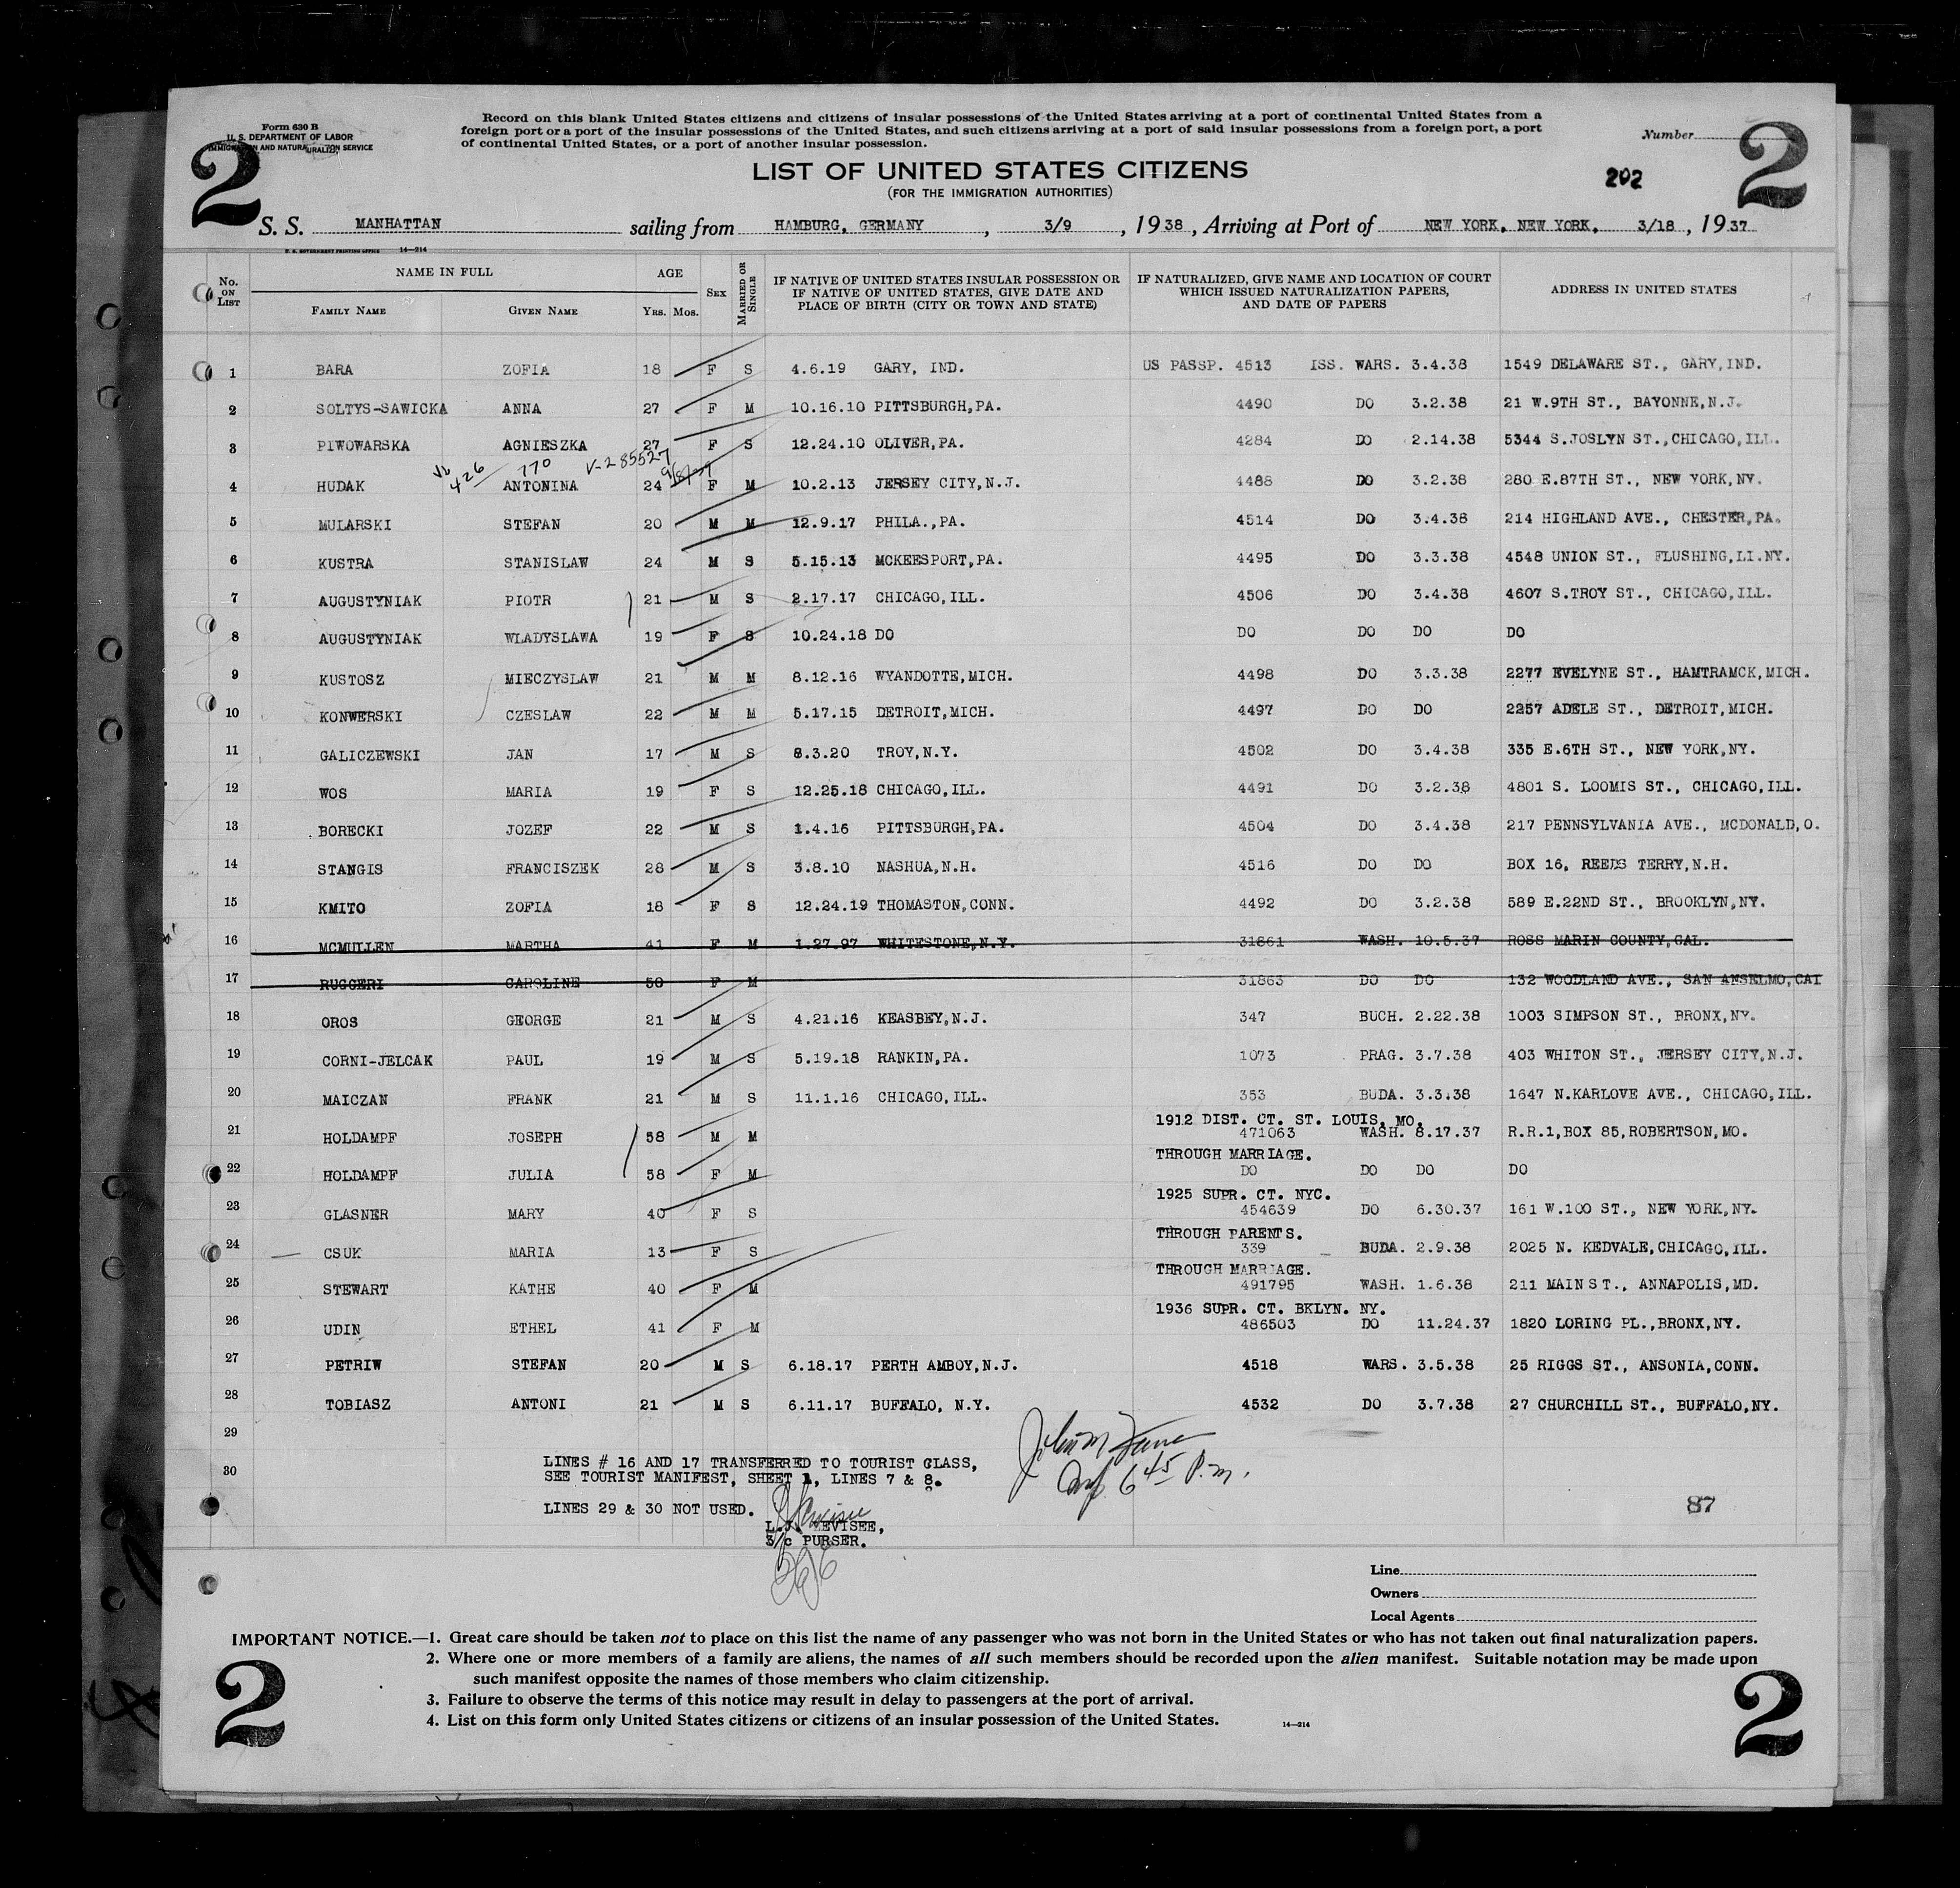 Form 630 B
U. S. DEPARTMENT OF LABOR
IMMIGRATION AND NATURALIZATION SERVICE
Record on this blank United States citizens and citizens of insular possessions of the United States arriving at a port of continental United States from a
foreign port or a port of the insular possessions of the United States, and such citizens arriving at a port of said insular possessions from a foreign port, a port
of continental United States, or a port of another insular possession.
Number
2
2
LIST OF UNITED STATES CITIZENS
(FOR THE IMMIGRATION AUTHORITIES)
202
S. S. MANHATTAN sailing from HAMBURG, GERMANY , 3/9 , 1938 , Arriving at Port of NEW YORK, NEW YORK, 3/18 , 1937
U. S. GOVERNMENT PRINTING OFFICE 14—214
No. ON LIST NAME IN FULL AGE SEX MARRIED OR SINGLE IF NATIVE OF UNITED STATES INSULAR POSSESSION OR IF NATIVE OF UNITED STATES, GIVE DATE AND PLACE OF BIRTH (CITY OR TOWN AND STATE) IF NATURALIZED, GIVE NAME AND LOCATION OF COURT WHICH ISSUED NATURALIZATION PAPERS, AND DATE OF PAPERS ADDRESS IN UNITED STATES
FAMILY NAME GIVEN NAME YRS. MOS.
1 BARA ZOFIA 18 F S 4.6.19 GARY, IND. US PASSP. 4513 ISS. WARS. 3.4.38 1549 DELAWARE ST., GARY,IND.
2 SOLTYS-SAWICKA ANNA 27 F M 10.16.10 PITTSBURGH,PA. 4490 DO 3.2.38 21 W.9TH ST., BAYONNE,N.J.
3 PIWOWARSKA AGNIESZKA 27 F S 12.24.10 OLIVER,PA. 4284 DO 2.14.38 5344 S.JOSLYN ST.,CHICAGO,ILL.
426 770 V-285527
4 HUDAK ANTONINA 24 F M 10.2.13 JERSEY CITY,N.J. 4488 DO 3.2.38 280 E.87TH ST., NEW YORK,NY.
5 MULARSKI STEFAN 20 M M 12.9.17 PHILA.,PA. 4514 DO 3.4.38 214 HIGHLAND AVE., CHESTER,PA.
6 KUSTRA STANISLAW 24 M S 5.15.13 MCKEESPORT,PA. 4495 DO 3.3.38 4548 UNION ST., FLUSHING,LI.NY.
7 AUGUSTYNIAK PIOTR 21 M S 2.17.17 CHICAGO,ILL. 4506 DO 3.4.38 4607 S.TROY ST., CHICAGO,ILL.
8 AUGUSTYNIAK WLADYSLAWA 19 F S 10.24.18 DO DO DO DO DO
9 KUSTOSZ MIECZYSLAW 21 M M 8.12.16 WYANDOTTE,MICH. 4498 DO 3.3.38 2277 EVELYNE ST., HAMTRAMCK,MICH.
10 KONWERSKI CZESLAW 22 M M 5.17.15 DETROIT,MICH. 4497 DO DO 2257 ADELE ST., DETROIT,MICH.
11 GALICZEWSKI JAN 17 M S 8.3.20 TROY,N.Y. 4502 DO 3.4.38 335 E.6TH ST., NEW YORK,NY.
12 WOS MARIA 19 F S 12.25.18 CHICAGO,ILL. 4491 DO 3.2.38 4801 S. LOOMIS ST., CHICAGO,ILL.
13 BORECKI JOZEF 22 M S 1.4.16 PITTSBURGH,PA. 4504 DO 3.4.38 217 PENNSYLVANIA AVE., MCDONALD,O.
14 STANGIS FRANCISZEK 28 M S 3.8.10 NASHUA,N.H. 4516 DO DO BOX 16, REEDS TERRY,N.H.
15 KMITO ZOFIA 18 F S 12.24.19 THOMASTON,CONN. 4492 DO 3.2.38 589 E.22ND ST., BROOKLYN,NY.
16 MCMULLEN MARTHA 41 F M 1.27.97 WHITESTONE,N.Y. 31861 WASH. 10.5.37 ROSS MARIN COUNTY,CAL.
17 RUGGERI CAROLINE 50 F M 31863 DO DO 132 WOODLAND AVE., SAN ANSELMO,CAL
18 OROS GEORGE 21 M S 4.21.16 KEASBEY,N.J. 347 BUCH. 2.22.38 1003 SIMPSON ST., BRONX,NY.
19 CORNI-JELCAK PAUL 19 M S 5.19.18 RANKIN,PA. 1073 PRAG. 3.7.38 403 WHITON ST., JERSEY CITY,N.J.
20 MAICZAN FRANK 21 M S 11.1.16 CHICAGO,ILL. 353 BUDA. 3.3.38 1647 N.KARLOVE AVE., CHICAGO,ILL.
1912 DIST. CT. ST. LOUIS, MO.
21 HOLDAMPF JOSEPH 58 M M 471063 WASH. 8.17.37 R.R.1,BOX 85,ROBERTSON,MO.
THROUGH MARRIAGE.
22 HOLDAMPF JULIA 58 F M DO DO DO DO
1925 SUPR. CT. NYC.
23 GLASNER MARY 40 F S 454639 DO 6.30.37 161 W.100 ST., NEW YORK,NY.
THROUGH PARENTS.
24 CSUK MARIA 13 F S 339 BUDA. 2.9.38 2025 N. KEDVALE,CHICAGO,ILL.
THROUGH MARRIAGE.
25 STEWART KATHE 40 F M 491795 WASH. 1.6.38 211 MAIN ST., ANNAPOLIS,MD.
1936 SUPR. CT. BKLYN. NY.
26 UDIN ETHEL 41 F M 486503 DO 11.24.37 1820 LORING PL.,BRONX,NY.
27 PETRIW STEFAN 20 M S 6.18.17 PERTH AMBOY,N.J. 4518 WARS. 3.5.38 25 RIGGS ST., ANSONIA,CONN.
28 TOBIASZ ANTONI 21 M S 6.11.17 BUFFALO, N.Y. 4532 DO 3.7.38 27 CHURCHILL ST., BUFFALO,NY.
29
30
LINES # 16 AND 17 TRANSFERRED TO TOURIST CLASS,
SEE TOURIST MANIFEST, SHEET 1, LINES 7 & 8.
6 45 P.m.
LINES 29 & 30 NOT USED.
87
L.J. DEVISEE,
3/c PURSER.
Line
Owners
Local Agents
IMPORTANT NOTICE.—1. Great care should be taken not to place on this list the name of any passenger who was not born in the United States or who has not taken out final naturalization papers.
2. Where one or more members of a family are aliens, the names of all such members should be recorded upon the alien manifest. Suitable notation may be made upon
such manifest opposite the names of those members who claim citizenship.
3. Failure to observe the terms of this notice may result in delay to passengers at the port of arrival.
4. List on this form only United States citizens or citizens of an insular possession of the United States. 14—214
2
2